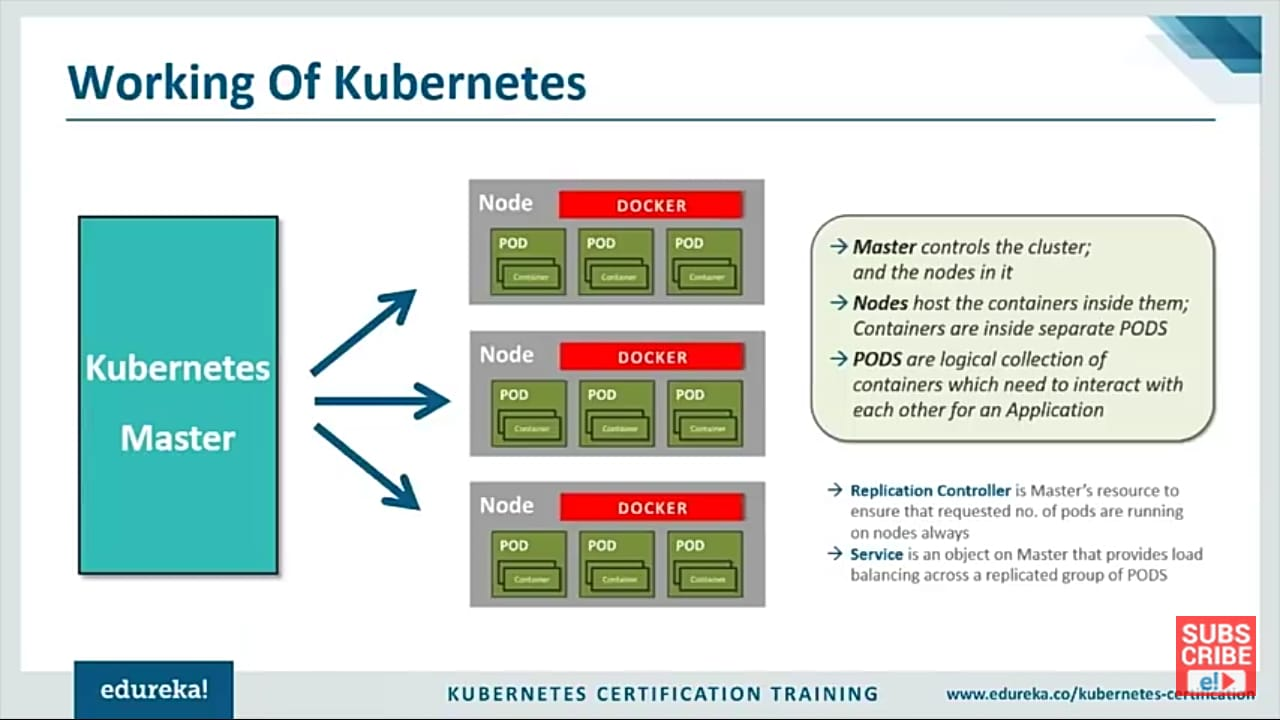 Working Of Kubernetes
Kubernetes
Master
Node
DOCKER
POD
POD
POD
Container
Container
Container
Node
DOCKER
POD
POD
POD
Container
Container
Container
Node
DOCKER
POD
POD
POD
Container
Container
Container
→ Master controls the cluster;
and the nodes in it
→ Nodes host the containers inside them;
Containers are inside separate PODS
→ PODS are logical collection of
containers which need to interact with
each other for an Application
→ Replication Controller is Master's resource to
ensure that requested no. of pods are running
on nodes always
→ Service is an object on Master that provides load
balancing across a replicated group of PODS
SUBS
CRIBE
e!
edureka!
KUBERNETES CERTIFICATION TRAINING
www.edureka.co/kubernetes-certification